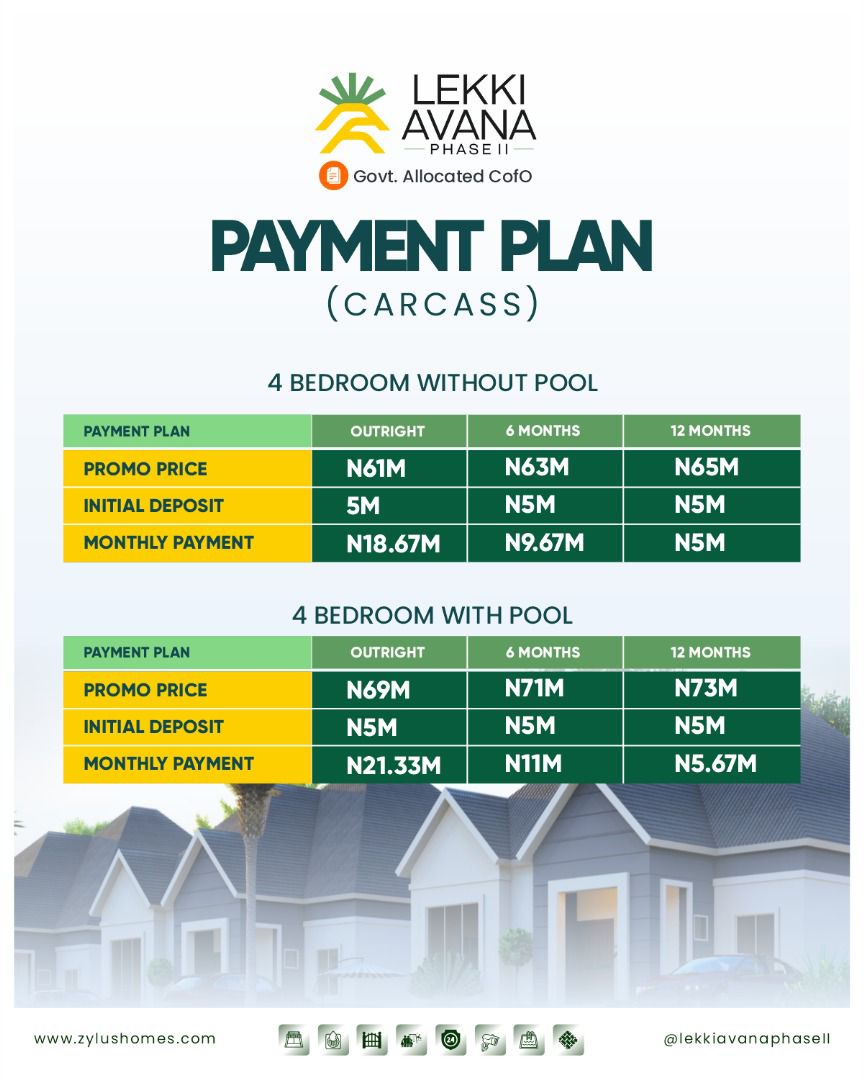 LEKKI
AVANA
PHASE II
Govt. Allocated CofO
PAYMENT PLAN
(CARCASS)
4 BEDROOM WITHOUT POOL
PAYMENT PLAN OUTRIGHT 6 MONTHS 12 MONTHS
PROMO PRICE N61M N63M N65M
INITIAL DEPOSIT 5M N5M N5M
MONTHLY PAYMENT N18.67M N9.67M N5M
4 BEDROOM WITH POOL
PAYMENT PLAN OUTRIGHT 6 MONTHS 12 MONTHS
PROMO PRICE N69M N71M N73M
INITIAL DEPOSIT N5M N5M N5M
MONTHLY PAYMENT N21.33M N11M N5.67M
www.zylushomes.com 24 @lekkiavanaphaseII